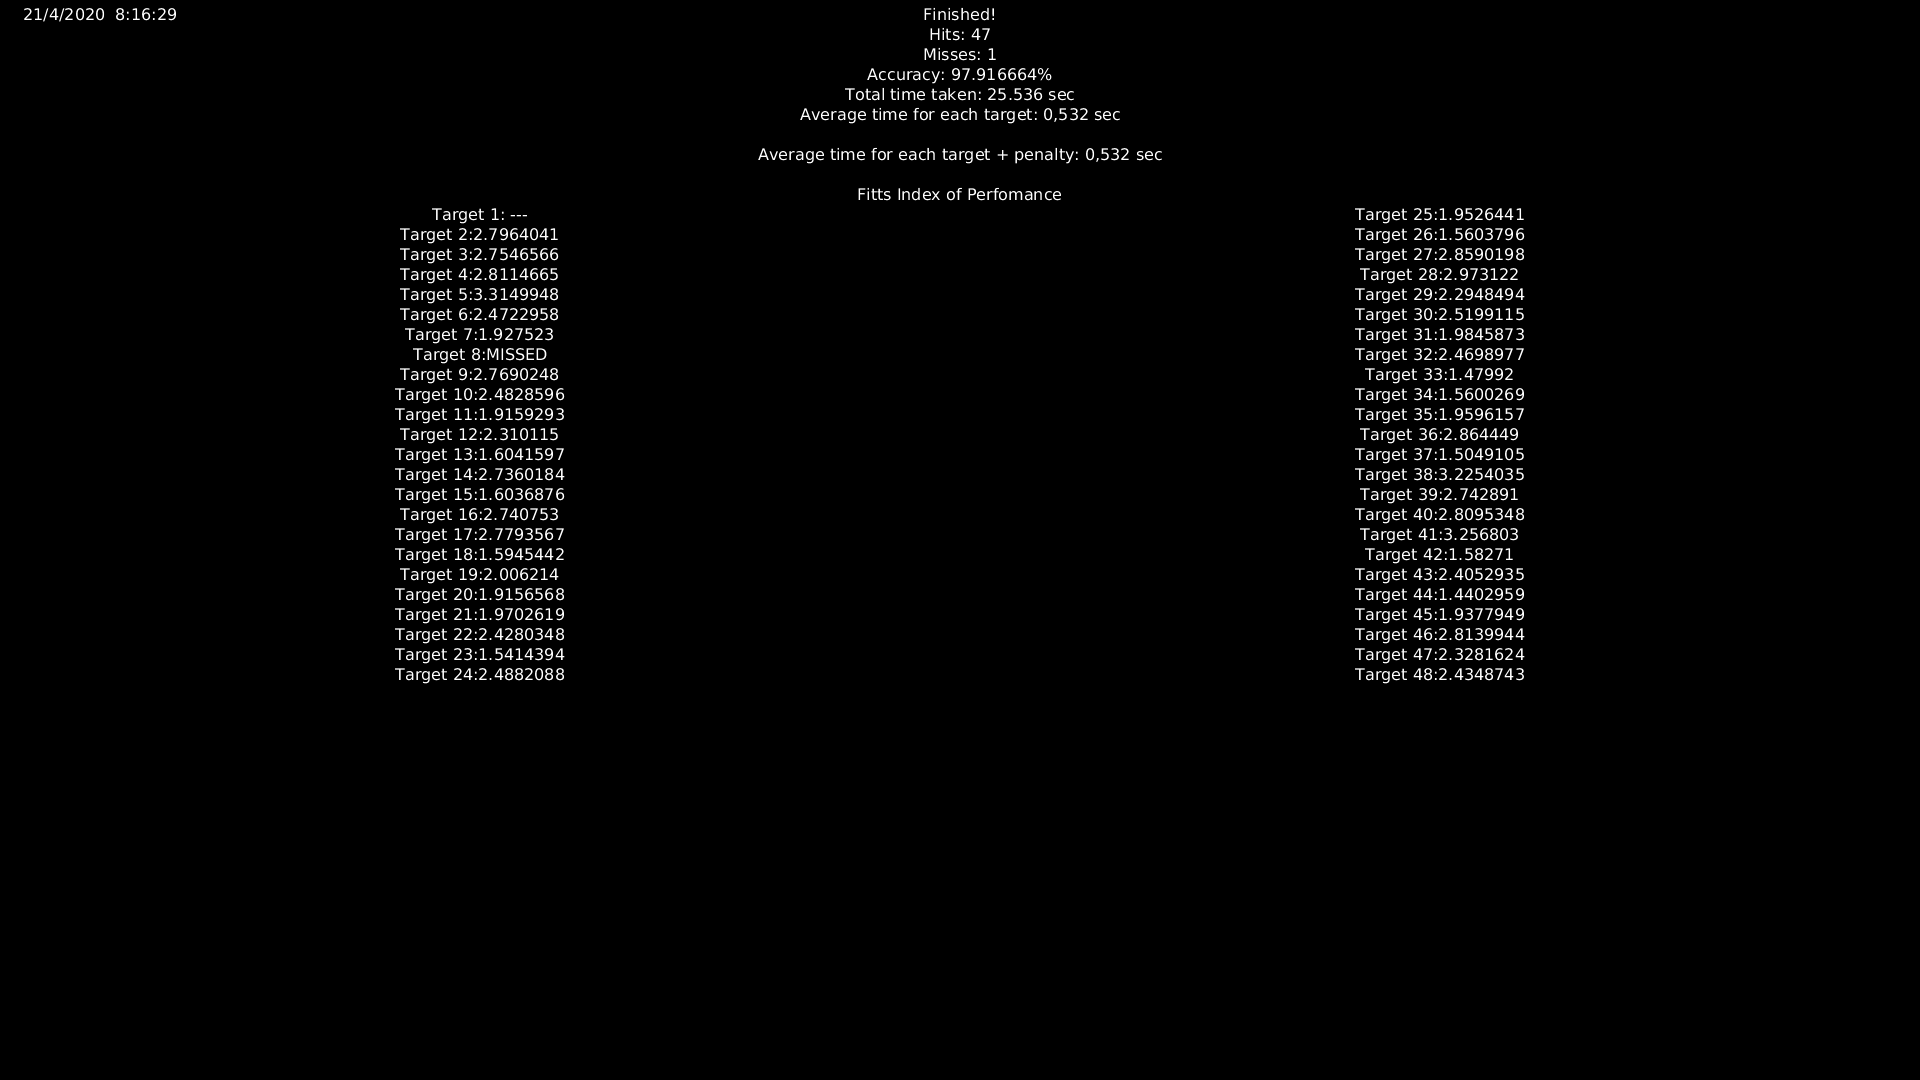 21/4/2020  8:16:29
Finished!
Hits: 47
Misses: 1
Accuracy: 97.916664%
Total time taken: 25.536 sec
Average time for each target: 0,532 sec
Average time for each target + penalty: 0,532 sec
Fitts Index of Perfomance
Target 1: ---
Target 2:2.7964041
Target 3:2.7546566
Target 4:2.8114665
Target 5:3.3149948
Target 6:2.4722958
Target 7:1.927523
Target 8:MISSED
Target 9:2.7690248
Target 10:2.4828596
Target 11:1.9159293
Target 12:2.310115
Target 13:1.6041597
Target 14:2.7360184
Target 15:1.6036876
Target 16:2.740753
Target 17:2.7793567
Target 18:1.5945442
Target 19:2.006214
Target 20:1.9156568
Target 21:1.9702619
Target 22:2.4280348
Target 23:1.5414394
Target 24:2.4882088
Target 25:1.9526441
Target 26:1.5603796
Target 27:2.8590198
Target 28:2.973122
Target 29:2.2948494
Target 30:2.5199115
Target 31:1.9845873
Target 32:2.4698977
Target 33:1.47992
Target 34:1.5600269
Target 35:1.9596157
Target 36:2.864449
Target 37:1.5049105
Target 38:3.2254035
Target 39:2.742891
Target 40:2.8095348
Target 41:3.256803
Target 42:1.58271
Target 43:2.4052935
Target 44:1.4402959
Target 45:1.9377949
Target 46:2.8139944
Target 47:2.3281624
Target 48:2.4348743